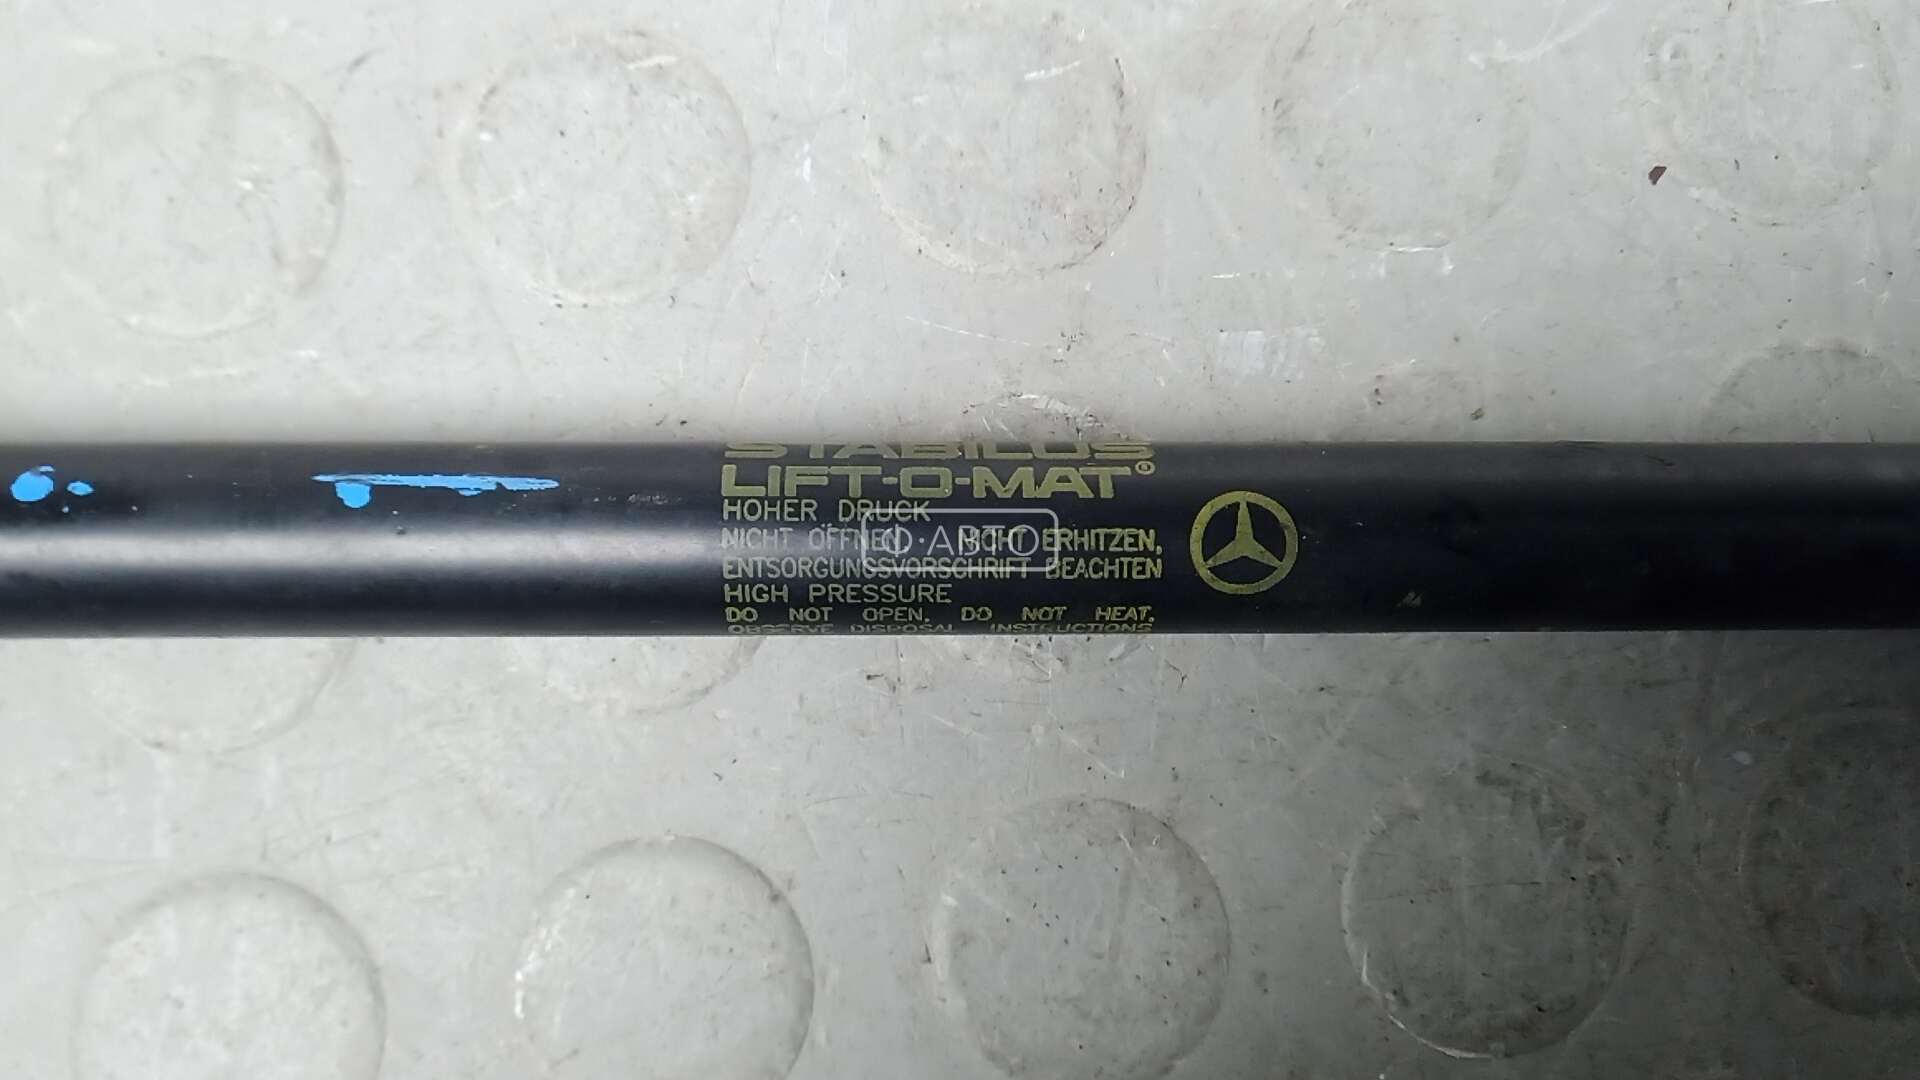 STABILUS
LIFT-O-MAT®
HOHER DRUCK
NICHT ÖFFNEN, NICHT ERHITZEN,
ENTSORGUNGSVORSCHRIFT BEACHTEN
HIGH PRESSURE
DO NOT OPEN. DO NOT HEAT.
OBSERVE DISPOSAL INSTRUCTIONS
АВТО